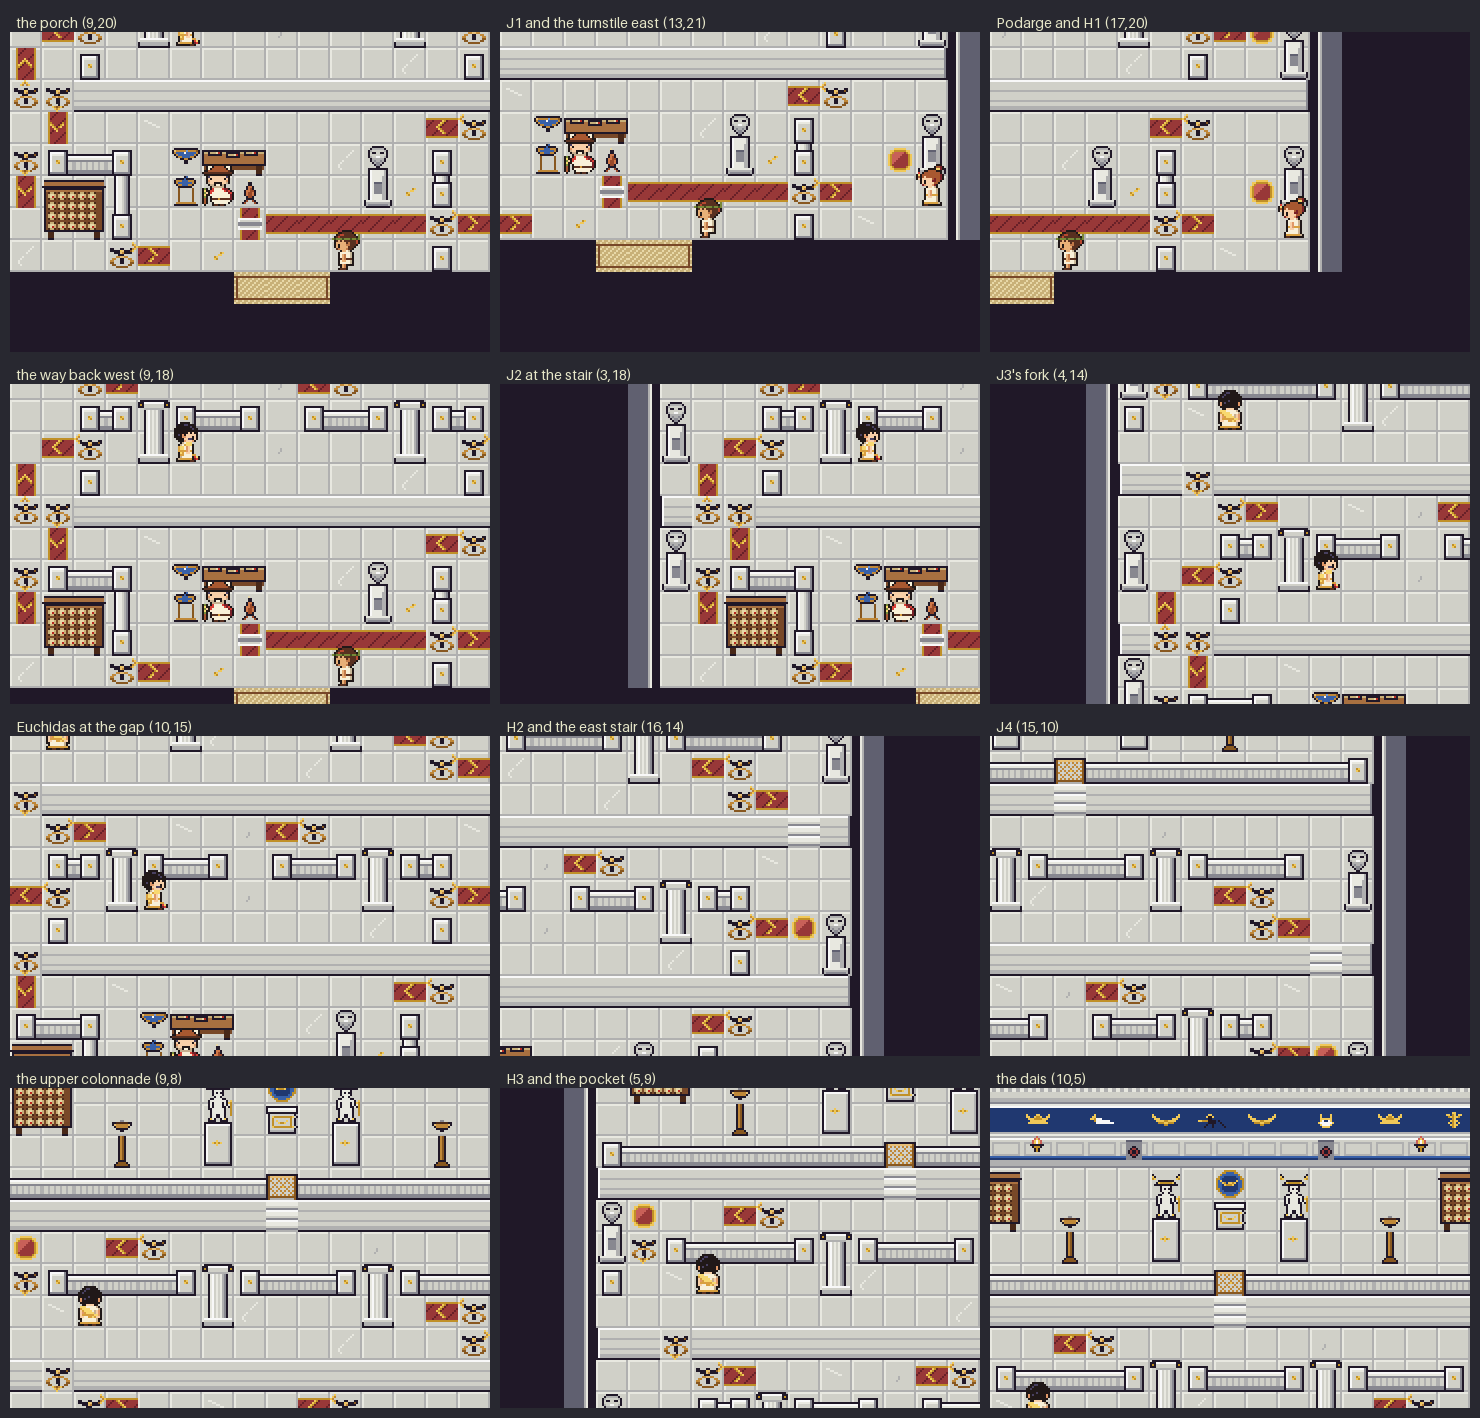 the porch (9,20)
J1 and the turnstile east (13,21)
Podarge and H1 (17,20)
the way back west (9,18)
J2 at the stair (3,18)
J3's fork (4,14)
Euchidas at the gap (10,15)
H2 and the east stair (16,14)
J4 (15,10)
the upper colonnade (9,8)
H3 and the pocket (5,9)
the dais (10,5)